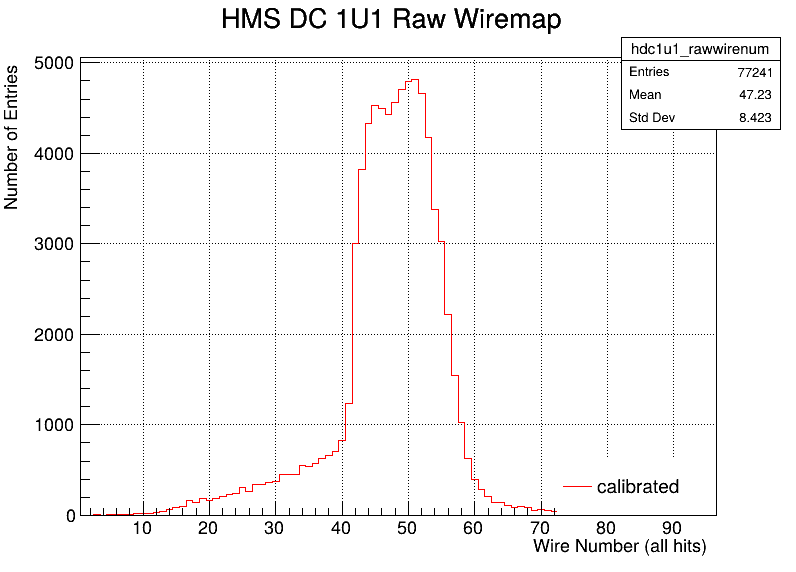 HMS DC 1U1 Raw Wiremap
hdc1u1_rawwirenum
Entries 77241
Mean 47.23
Std Dev 8.423
Number of Entries
5000
4000
3000
2000
1000
0
calibrated
10 20 30 40 50 60 70 80 90
Wire Number (all hits)